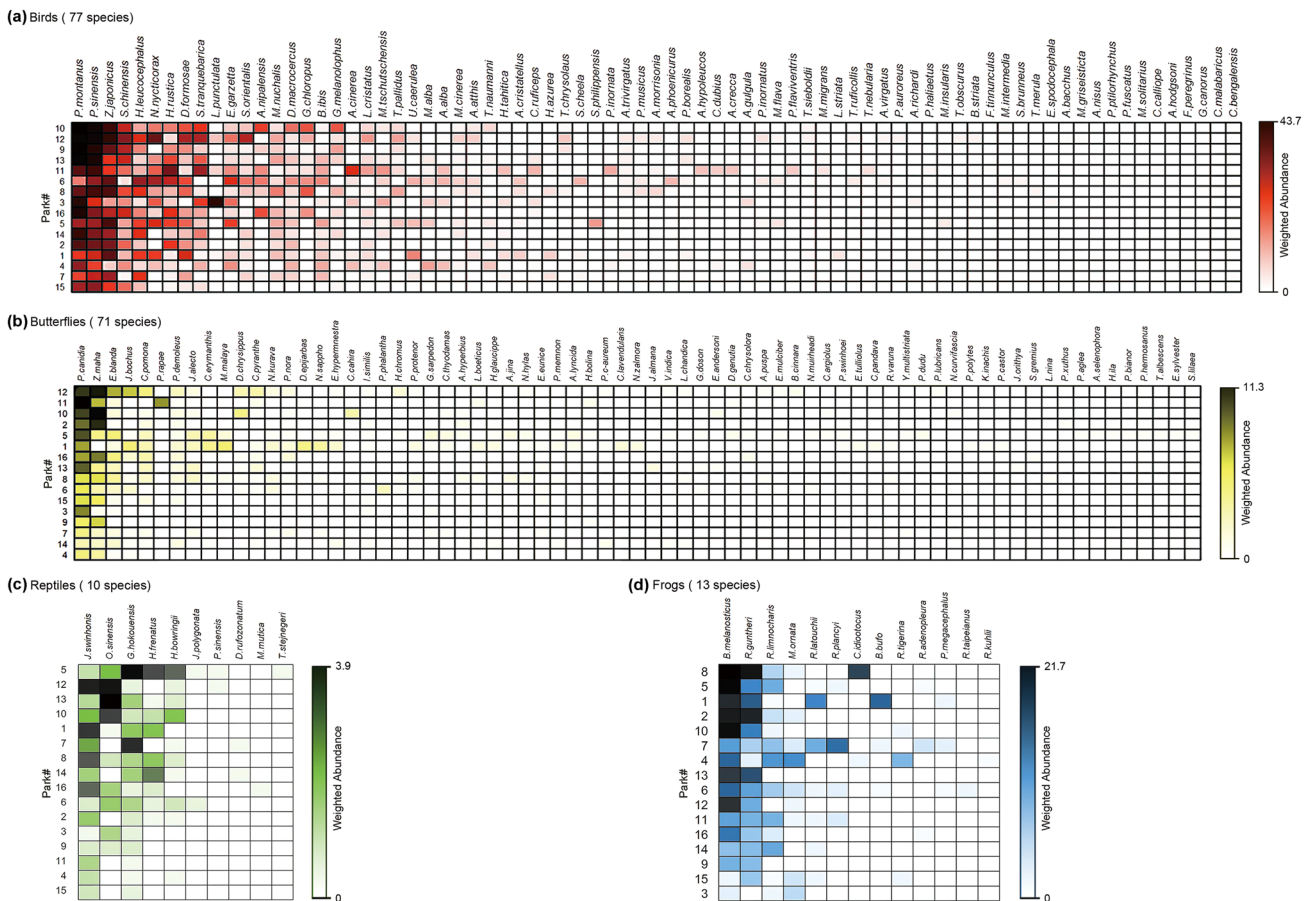 (a) Birds ( 77 species)
P.montanus
P.sinensis
Z.japonicus
S.chinensis
H.leucocephalus
N.nycticorax
H.rustica
D.formosae
S.tranquebarica
L.punctulata
E.garzetta
S.orientalis
A.nipalensis
M.nuchalis
D.macrocercus
G.chloropus
B.ibis
G.melanolophus
A.cinerea
L.cristatus
M.tschutschensis
T.pallidus
U.caerulea
M.alba
A.alba
M.cinerea
A.atthis
T.naumanni
H.tahitica
A.cristatellus
C.ruficeps
H.azurea
T.chrysolaus
S.cheela
S.philippensis
P.inornata
A.trivirgatus
P.musicus
A.morrisonia
A.phoenicurus
P.borealis
A.hypoleucos
C.dubius
A.crecca
A.gulgula
P.inornatus
M.flava
P.flaviventris
T.sieboldii
M.migrans
L.striata
T.ruficollis
T.nebularia
A.virgatus
P.aureus
A.richardi
P.haliaetus
M.insularis
T.obscurus
B.striata
F.tinnunculus
M.intermedia
S.brunneus
T.merula
E.spodocephala
A.bacchus
M.griseisticta
A.nisus
P.ptilorhynchus
M.solitarius
P.fuscatus
C.calliope
A.hodgsoni
F.peregrinus
G.canorus
C.malabaricus
C.bengalensis
Park#
10
12
9
13
11
6
8
3
16
5
14
2
1
4
7
15
43.7
Weighted Abundance
0
(b) Butterflies ( 71 species)
P.canidia
Z.maha
E.blanda
L.bochus
C.pomona
P.rapae
P.demoleus
J.alecto
C.erymanthis
M.malaya
D.chrysippus
C.pyranthe
N.kurava
P.nora
D.epijarbas
N.sappho
E.hypermnestra
C.cahira
I.similis
P.phalantha
H.chromus
P.protenor
G.sarpedon
C.thyodamas
A.hyperbius
L.boeticus
H.glaucippe
A.jina
J.hylas
E.eunice
P.memnon
A.lyncida
H.bolina
P.c-aureum
C.lavendularis
N.zalmora
J.almana
V.indica
L.chandica
G.doson
E.andersoni
D.genutia
C.chrysolora
A.puspa
E.mulciber
B.cinnara
N.muirheadi
C.argiolus
P.swinhoei
E.tulliolus
C.pandava
R.varuna
Y.multistriata
P.dudu
P.lubricans
N.curvifascia
P.polytes
K.inachis
P.castor
J.orithya
S.gremius
L.nina
P.aglea
P.xuthus
A.selenophora
H.ila
P.bianor
P.hermosanus
T.albescens
E.sylvester
S.lilaea
Park#
12
11
10
2
5
1
16
13
8
6
15
3
9
7
14
4
11.3
Weighted Abundance
0
(c) Reptiles ( 10 species)
J.swinhonis
O.sinensis
G.hokouensis
H.frenatus
H.bowringii
J.polygonata
P.sinensis
D.rufozonatum
M.mutica
T.stejnegeri
Park#
5
12
13
10
1
7
8
14
16
6
2
3
9
11
4
15
3.9
Weighted Abundance
0
(d) Frogs ( 13 species)
B.melanosticus
R.guntheri
R.limnocharis
M.ornata
R.latouchii
R.plancyi
C.idiootocus
B.bufo
R.tigerina
R.adenopleura
P.megacephalus
R.taipeianus
R.kuhlii
Park#
8
5
1
2
10
7
4
13
6
12
11
16
14
9
15
3
21.7
Weighted Abundance
0